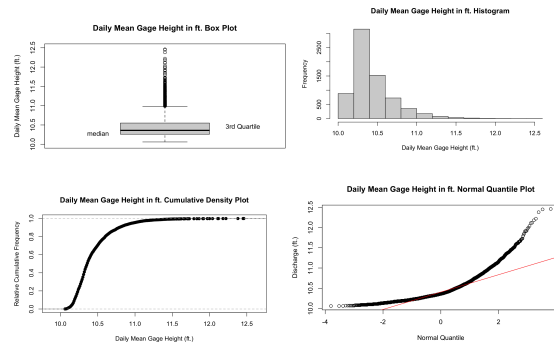 Daily Mean Gage Height in ft. Box Plot
Daily Mean Gage Height (ft.)
10.0 10.5 11.0 11.5 12.0 12.5
median
3rd Quartile
Daily Mean Gage Height in ft. Histogram
Frequency
0 500 1500 2500
10.0 10.5 11.0 11.5 12.0 12.5
Daily Mean Gage Height (ft.)
Daily Mean Gage Height in ft. Cumulative Density Plot
Relative Cumulative Frequency
0.0 0.2 0.4 0.6 0.8 1.0
10.0 10.5 11.0 11.5 12.0 12.5
Daily Mean Gage Height (ft.)
Daily Mean Gage Height in ft. Normal Quantile Plot
Discharge (ft.)
10.0 10.5 11.0 11.5 12.0 12.5
-4 -2 0 2
Normal Quantile